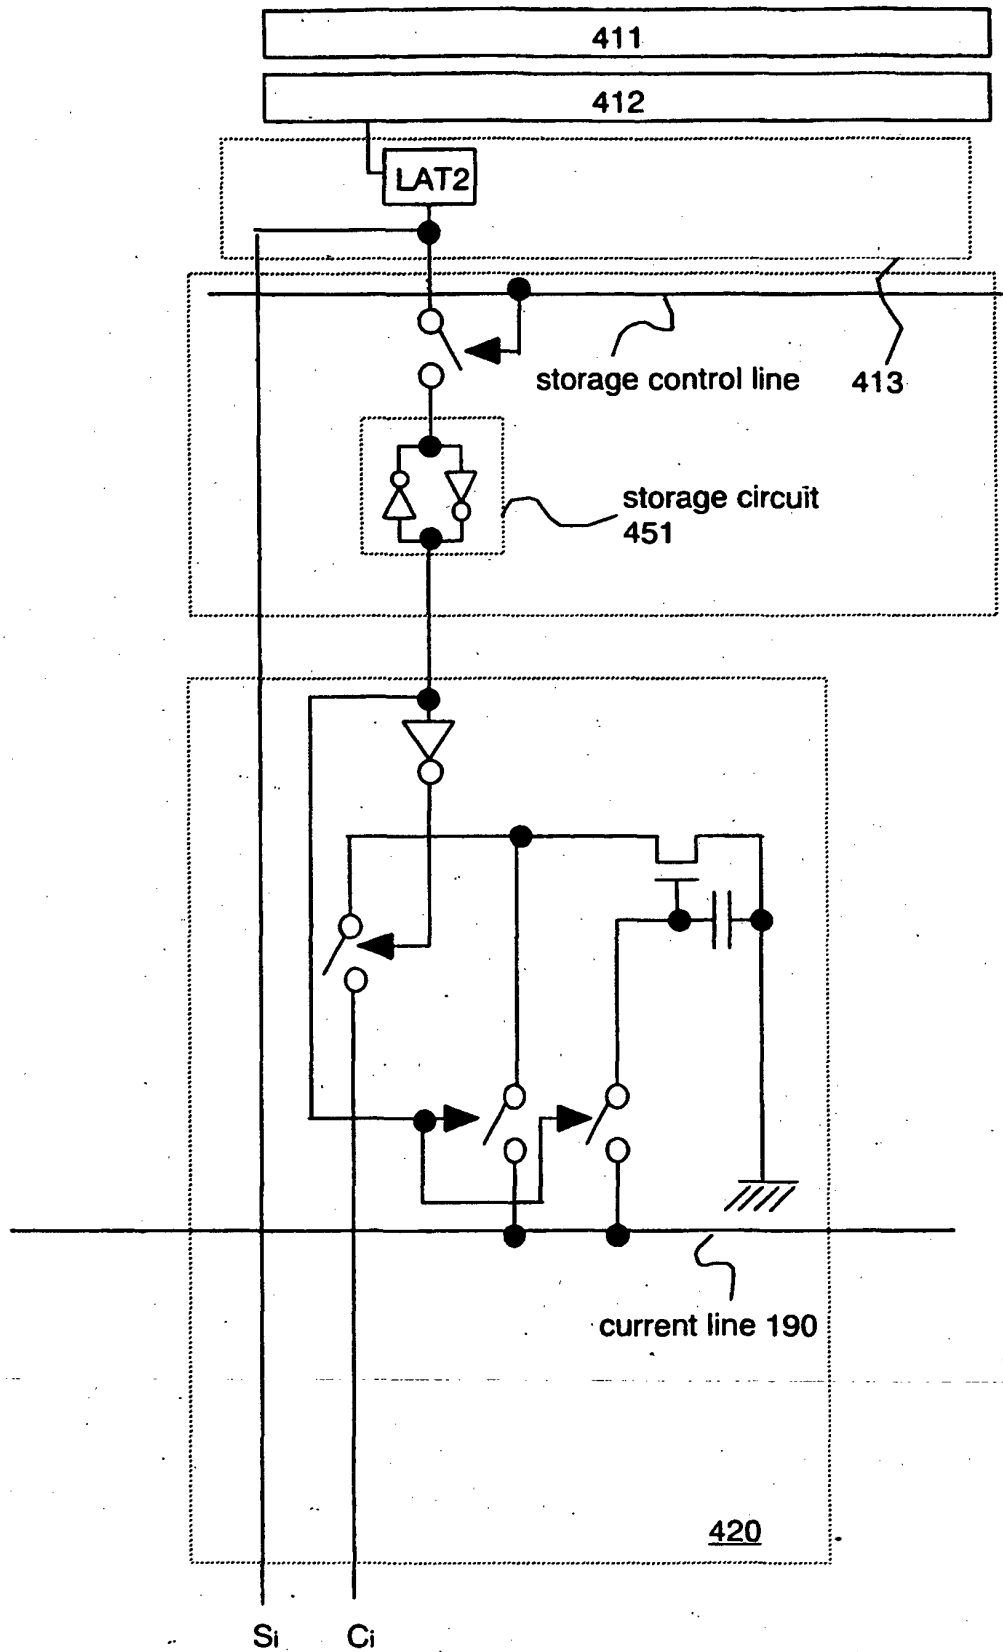 411
412
LAT2
storage control line
413
storage circuit
451
current line 190
420
Si
Ci